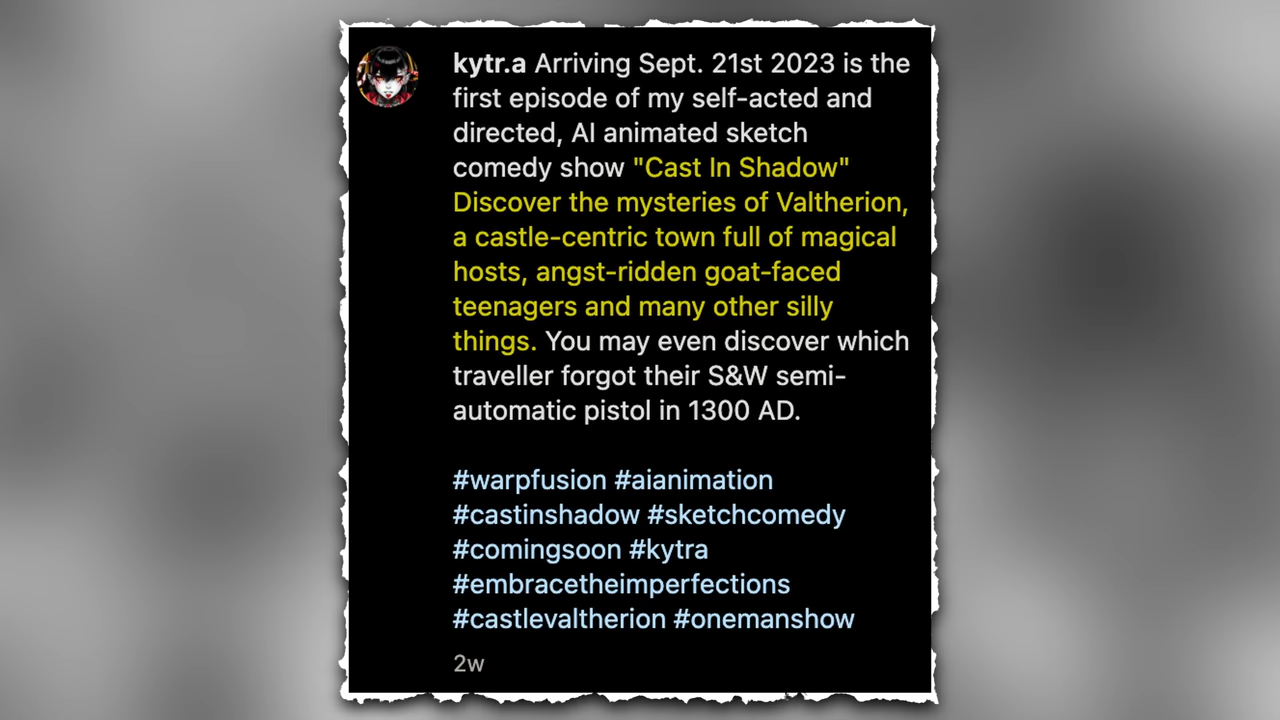 kytr.a Arriving Sept. 21st 2023 is the
first episode of my self-acted and
directed, AI animated sketch
comedy show "Cast In Shadow"
Discover the mysteries of Valtherion,
a castle-centric town full of magical
hosts, angst-ridden goat-faced
teenagers and many other silly
things. You may even discover which
traveller forgot their S&W semi-
automatic pistol in 1300 AD.
#warpfusion #aianimation
#castinshadow #sketchcomedy
#comingsoon #kytra
#embracetheimperfections
#castlevaltherion #onemanshow
2w